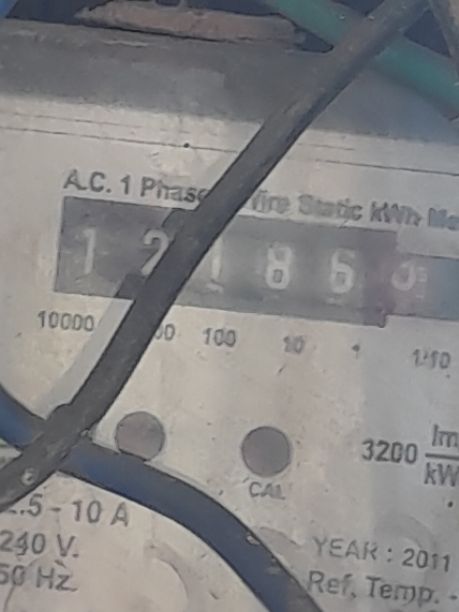 A.C. 1 Phase Wire Static kWh
1 2 1 8 6
10000 100 10 1 1/10
3200
CAL
- 10 A
240 V.
50 Hz.
YEAR : 2011
Ref. Temp. -